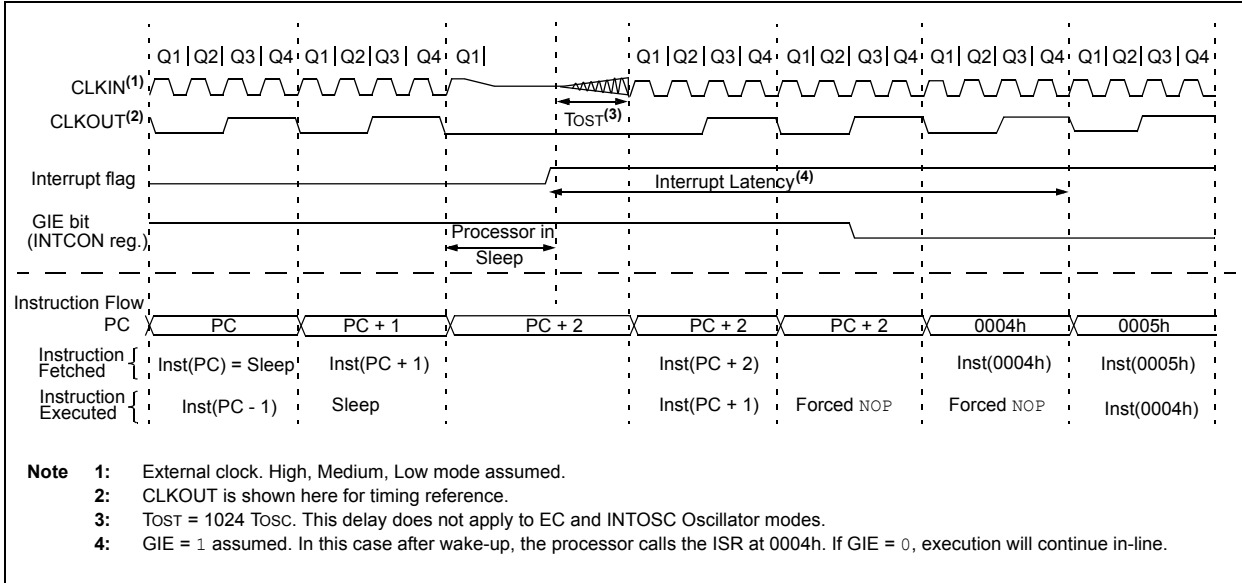 Q1 Q2 Q3 Q4 Q1 Q2 Q3 Q4 Q1 Q1 Q2 Q3 Q4 Q1 Q2 Q3 Q4 Q1 Q2 Q3 Q4 Q1 Q2 Q3 Q4
CLKIN(1)
TOST(3)
CLKOUT(2)
Interrupt flag
Interrupt Latency(4)
GIE bit
(INTCON reg.)
Processor in
Sleep
Instruction Flow
PC PC PC + 1 PC + 2 PC + 2 PC + 2 0004h 0005h
Instruction
Fetched
Inst(PC) = Sleep Inst(PC + 1) Inst(PC + 2) Inst(0004h) Inst(0005h)
Instruction
Executed
Inst(PC - 1) Sleep Inst(PC + 1) Forced NOP Forced NOP Inst(0004h)
Note 1: External clock. High, Medium, Low mode assumed.
2: CLKOUT is shown here for timing reference.
3: TOST = 1024 TOSC. This delay does not apply to EC and INTOSC Oscillator modes.
4: GIE = 1 assumed. In this case after wake-up, the processor calls the ISR at 0004h. If GIE = 0, execution will continue in-line.